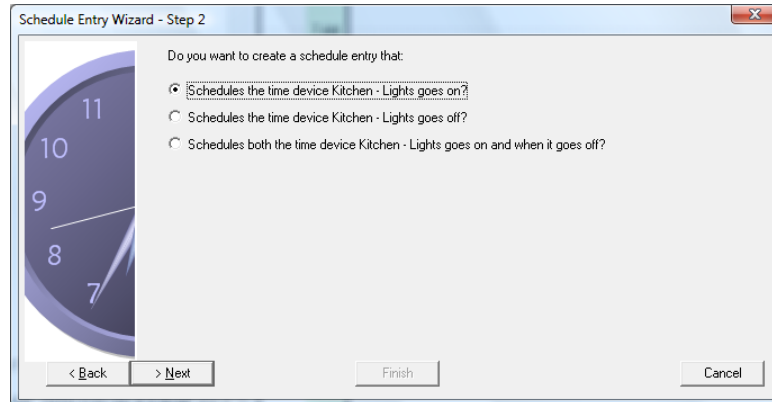 Schedule Entry Wizard - Step 2
Do you want to create a schedule entry that:
Schedules the time device Kitchen - Lights goes on?
Schedules the time device Kitchen - Lights goes off?
Schedules both the time device Kitchen - Lights goes on and when it goes off?
11
10
9
8
7
< Back
> Next
Finish
Cancel